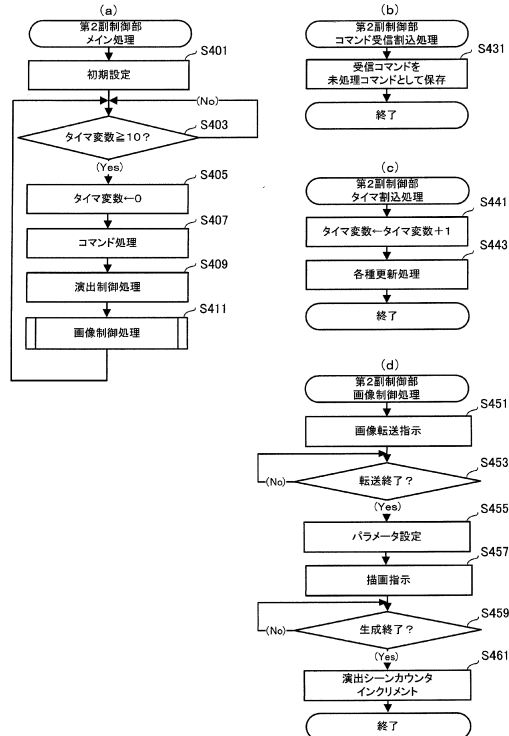 (a)
第2副制御部
メイン処理
S401
初期設定
(No)
S403
タイマ変数≧10?
(Yes)
S405
タイマ変数←0
S407
コマンド処理
S409
演出制御処理
S411
画像制御処理
(b)
第2副制御部
コマンド受信割込処理
S431
受信コマンドを
未処理コマンドとして保存
終了
(c)
第2副制御部
タイマ割込処理
S441
タイマ変数←タイマ変数+1
S443
各種更新処理
終了
(d)
第2副制御部
画像制御処理
S451
画像転送指示
S453
転送終了?
(No)
(Yes)
S455
パラメータ設定
S457
描画指示
S459
生成終了?
(No)
(Yes)
S461
演出シーンカウンタ
インクリメント
終了